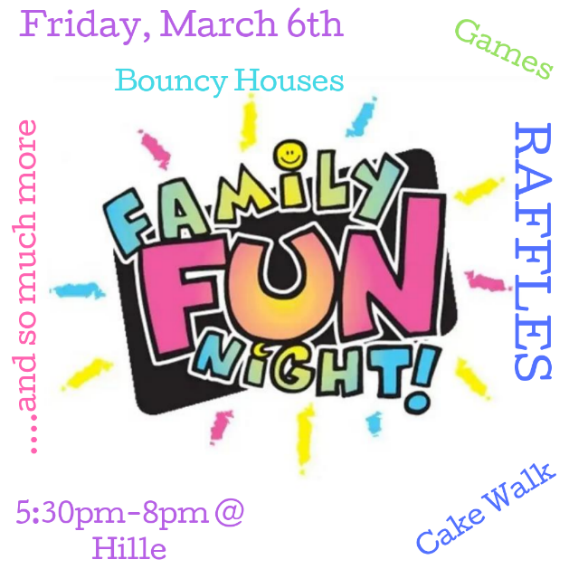 Friday, March 6th
Games
Bouncy Houses
RAFFLES
....and so much more
FAMiLY
FUN
NiGHT!
5:30pm-8pm @
Hille
Cake Walk